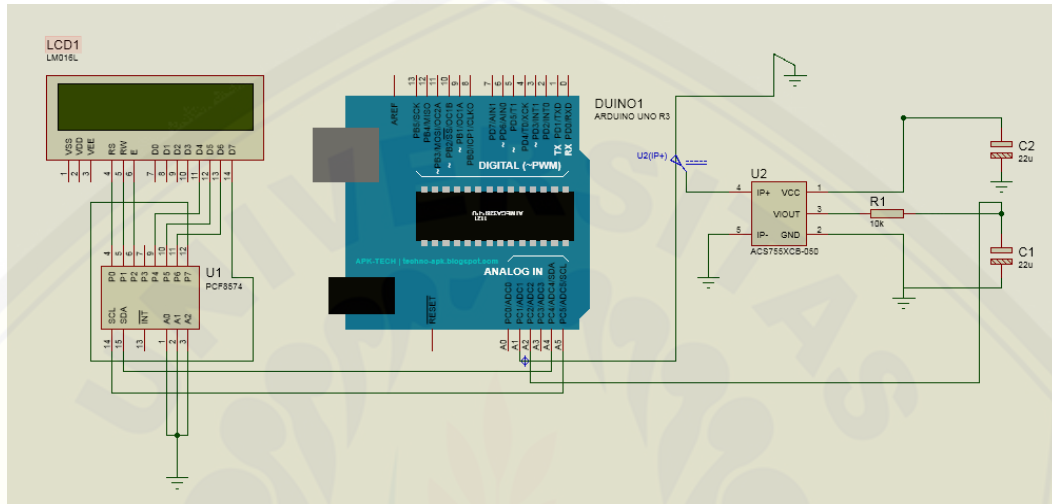 LCD1
LM016L
VSS
VDD
VEE
RS
RW
E
D0
D1
D2
D3
D4
D5
D6
D7
1
2
3
4
5
6
7
8
9
10
11
12
13
14
4
5
6
7
9
10
11
12
P0
P1
P2
P3
P4
P5
P6
P7
U1
PCF8574
SCL
SDA
INT
A0
A1
A2
14
15
13
1
2
3
AREF
13
12
11
10
9
8
7
6
5
4
3
2
1
0
PB5/SCK
PB4/MISO
~PB3/MOSI/OC2A
~PB2/SS/OC1B
~PB1/OC1A
PB0/ICP1/CLKO
PD7/AIN1
~PD6/AIN0
~PD5/T1
PD4/T0/XCK
~PD3/INT1
PD2/INT0
PD1/TXD
PD0/RXD
TX
RX
DIGITAL (~PWM)
DUINO1
ARDUINO UNO R3
1121
APK-TECH | techno-apk.blogspot.com
ANALOG IN
RESET
PC0/ADC0
PC1/ADC1
PC2/ADC2
PC3/ADC3
PC4/ADC4/SDA
PC5/ADC5/SCL
A0
A1
A2
A3
A4
A5
U2(IP+)
U2
4
IP+
VCC
1
VIOUT
3
5
IP-
GND
2
ACS755XCB-050
R1
10k
C2
22u
C1
22u
UNIVERSITAS